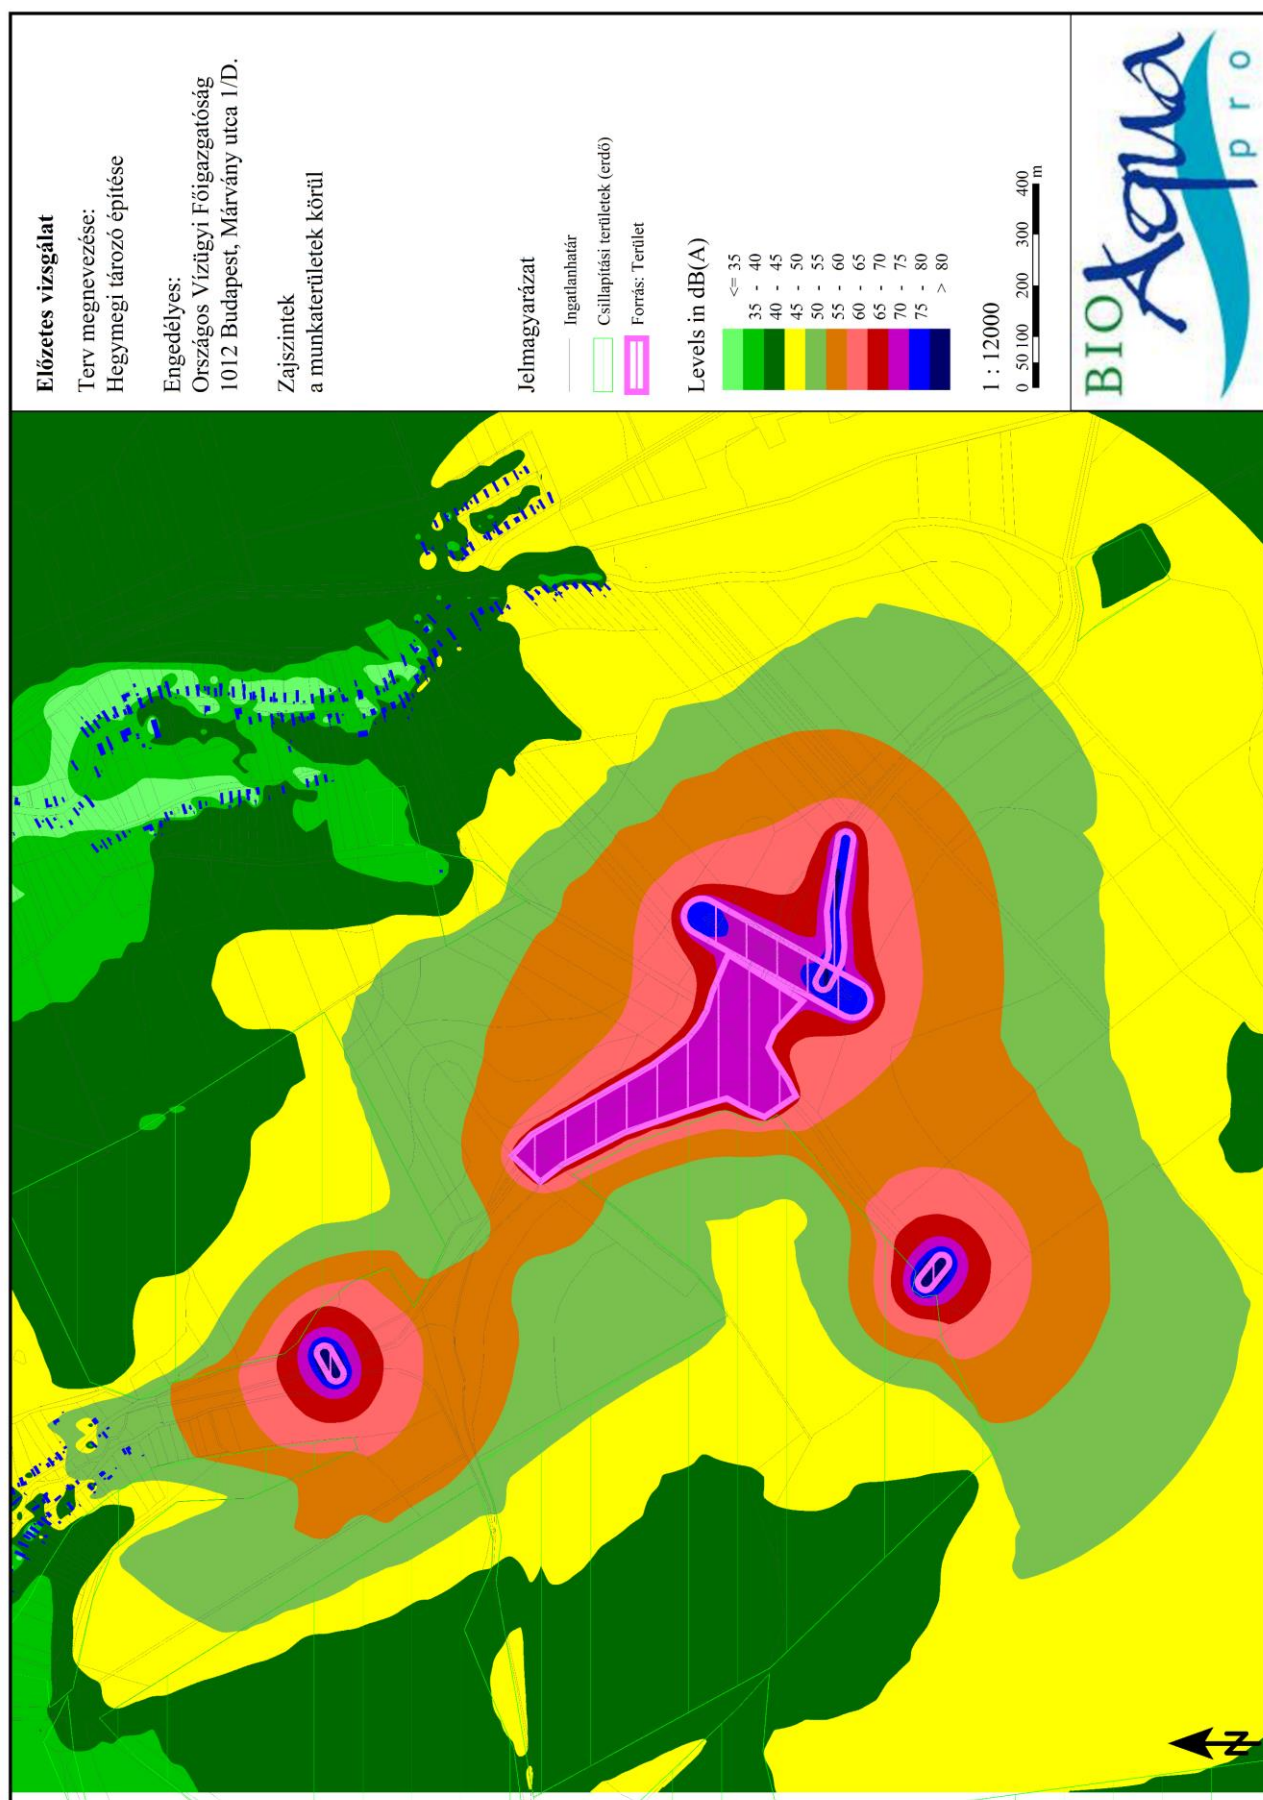 Előzetes vizsgálat
Terv megnevezése:
Hegymegi tározó építése
Engedélyes:
Országos Vízügyi Főigazgatóság
1012 Budapest, Márvány utca 1/D.
Zajszintek
a munkaterületek körül
Jelmagyarázat
Ingatlanhatár
Csillapítási területek (erdő)
Forrás: Terület
Levels in dB(A)
<= 35
35 - 40
40 - 45
45 - 50
50 - 55
55 - 60
60 - 65
65 - 70
70 - 75
75 - 80
> 80
1 : 12000
0 50 100 200 300 400
m
BIO
Aqua
pro
N